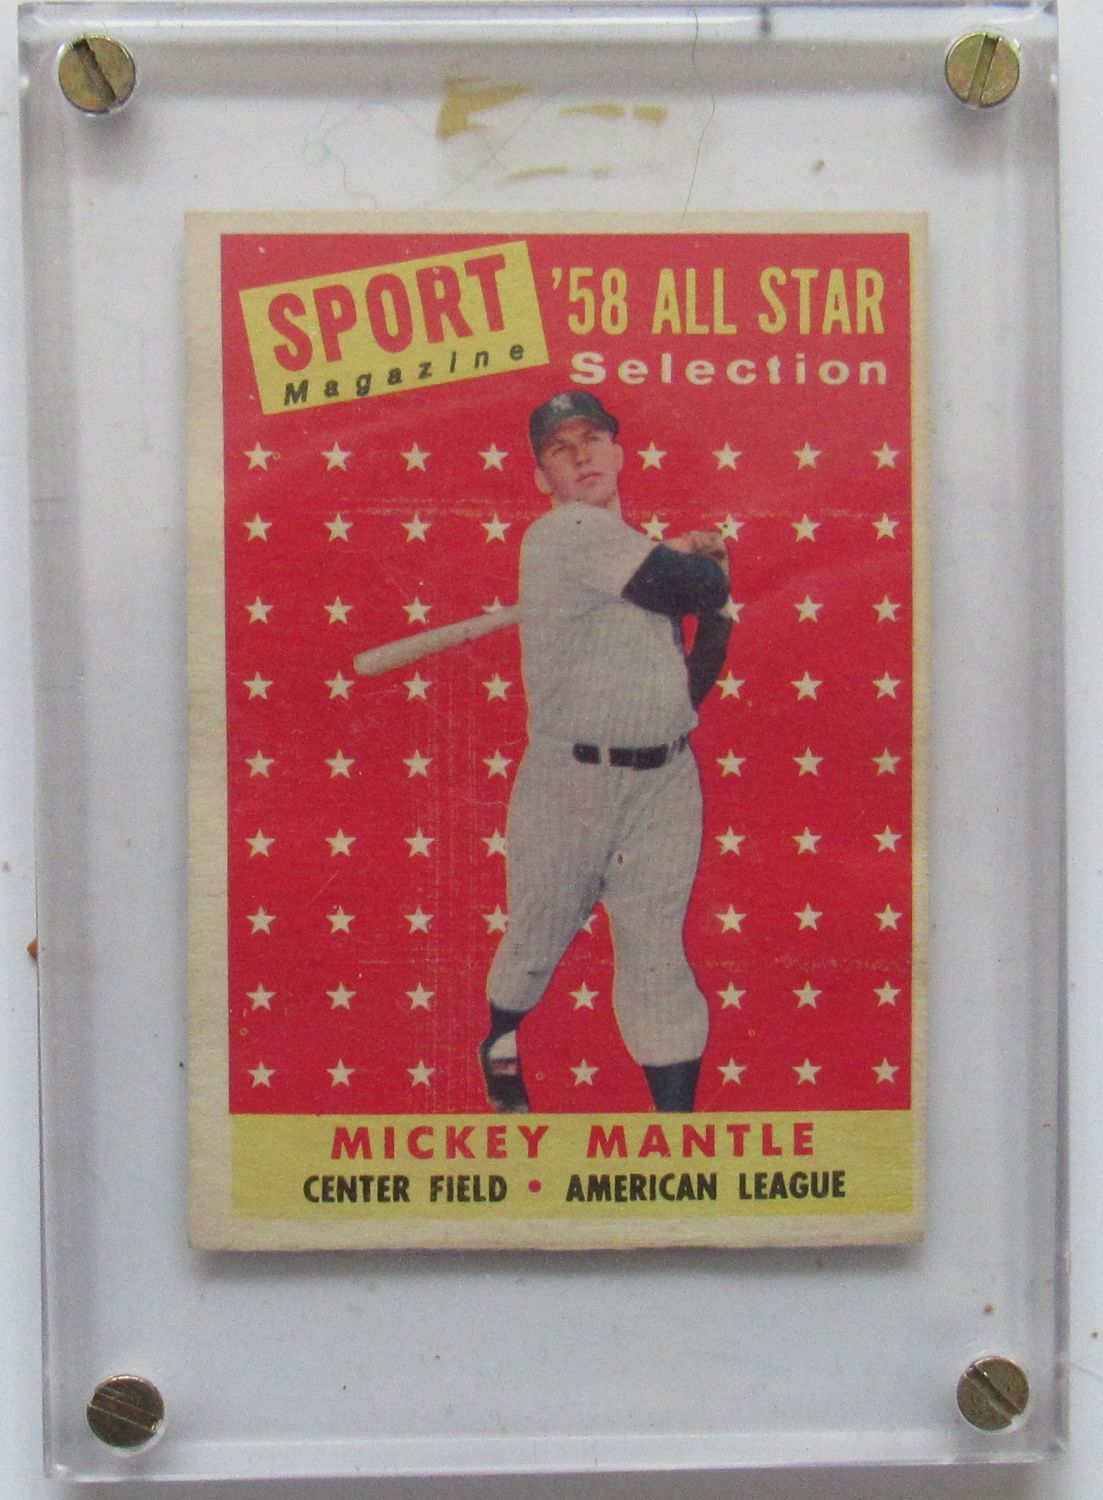 SPORT
Magazine
'58 ALL STAR
Selection
MICKEY MANTLE
CENTER FIELD • AMERICAN LEAGUE